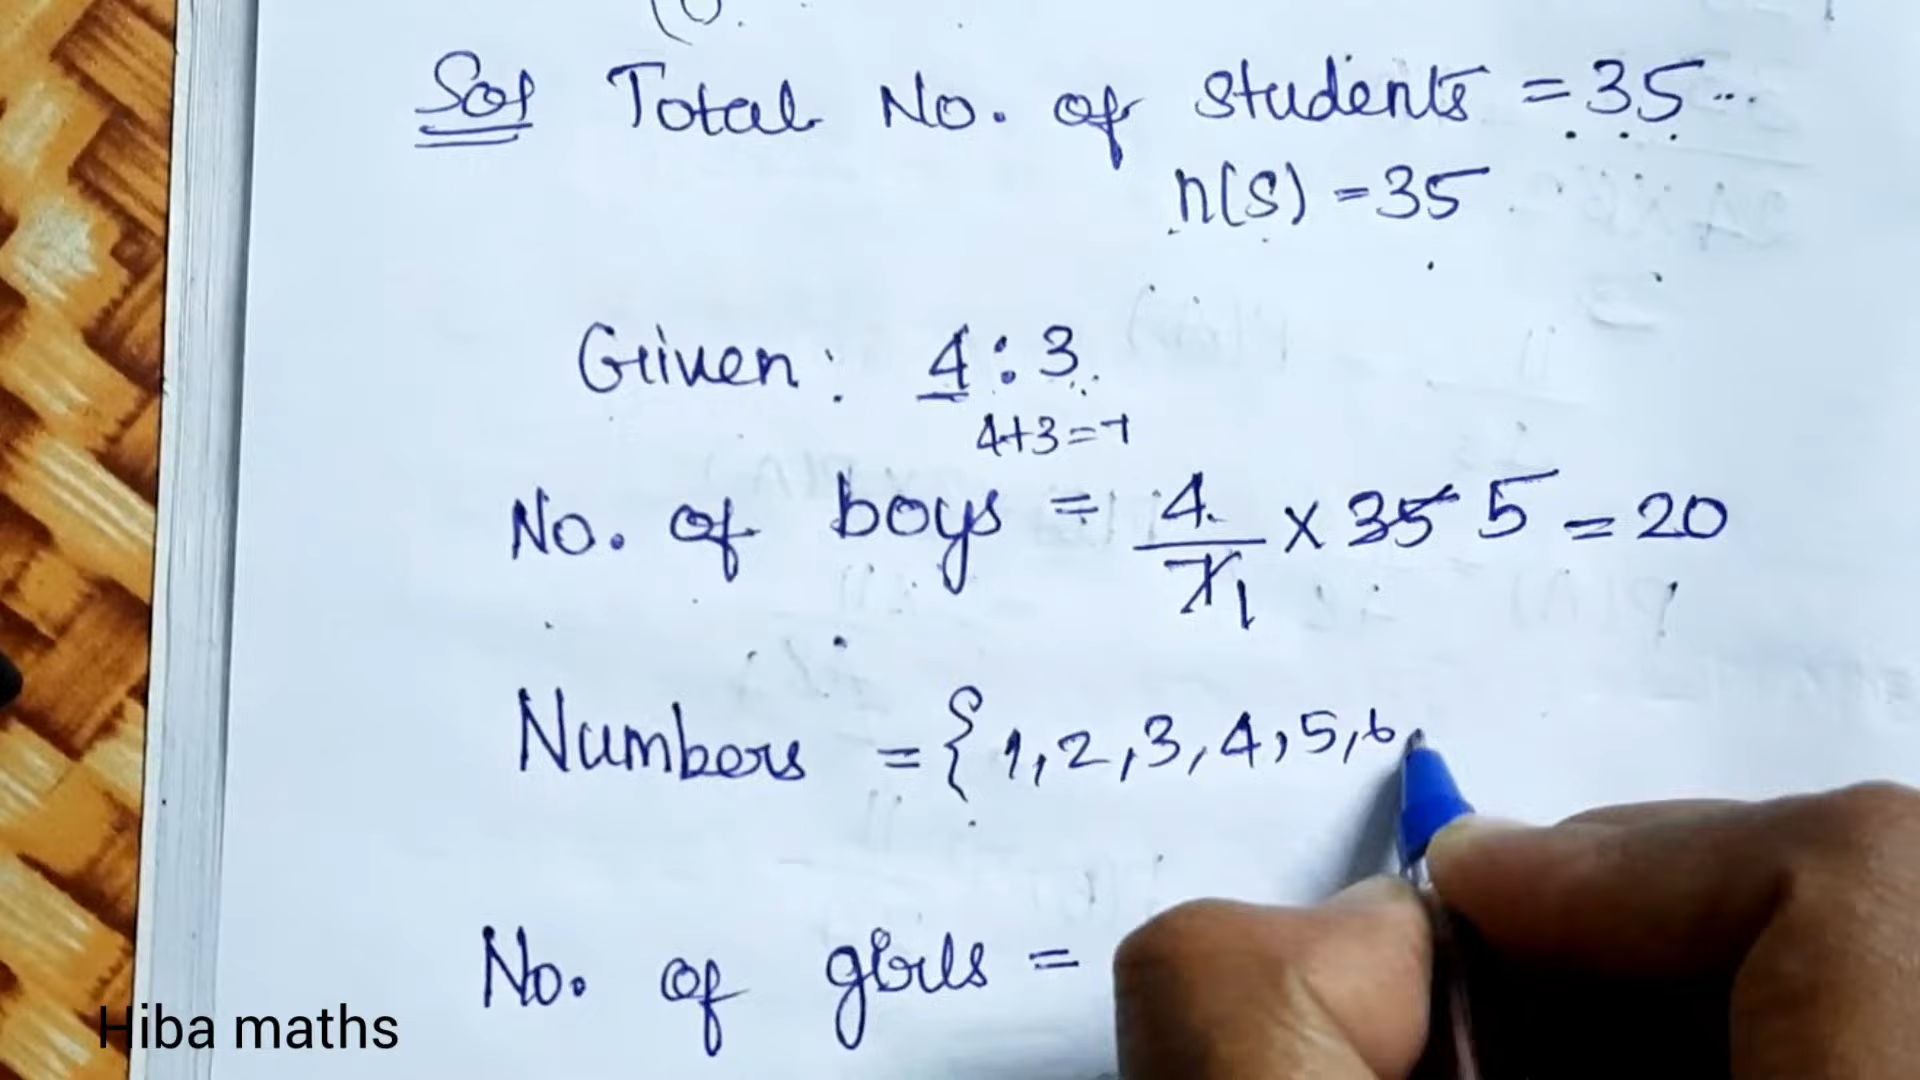 Sol Total No. of students = 35
n(S) = 35
Given: 4 : 3
4+3=7
No. of boys = 4/7 1 x 35 5 = 20
Numbers = { 1, 2, 3, 4, 5, 6
No. of girls =
Hiba maths